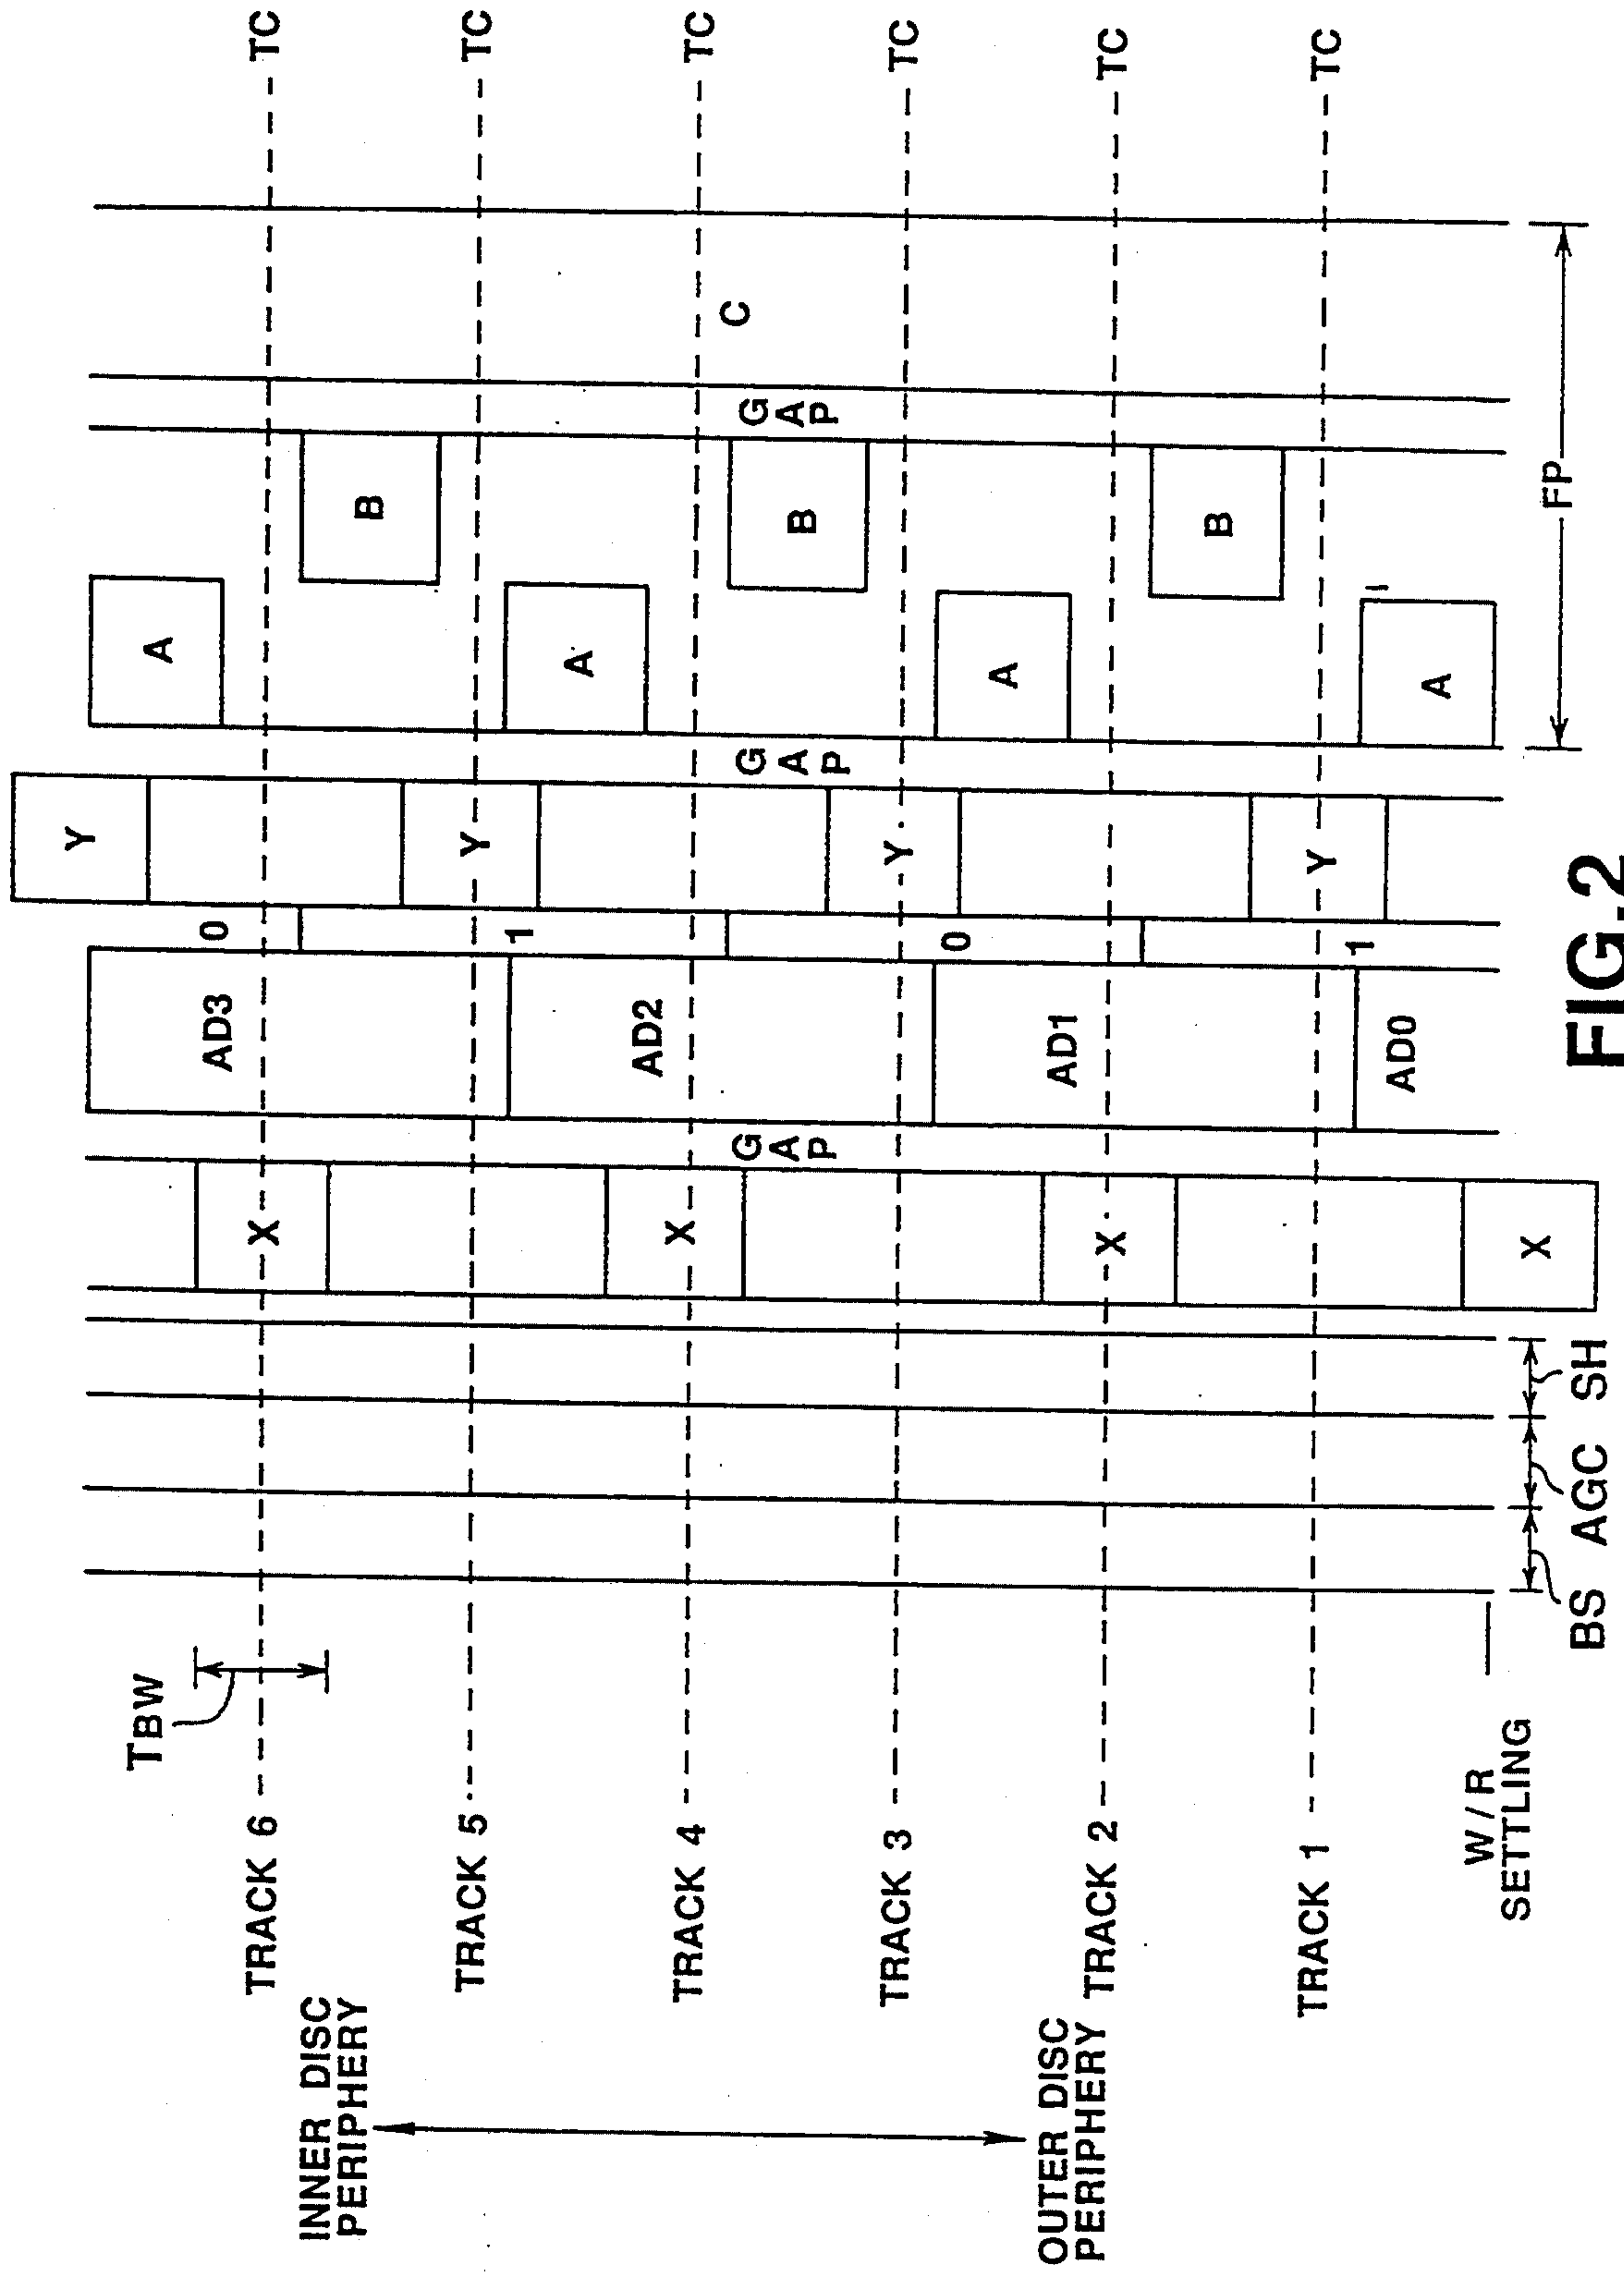 TBW
INNER DISC
PERIPHERY
OUTER DISC
PERIPHERY
TRACK 6
TRACK 5
TRACK 4
TRACK 3
TRACK 2
TRACK 1
W/R
SETTLING
BS
AGC
SH
X
X
X
X
GAP
AD3
AD2
AD1
AD0
0
1
0
1
Y
Y
Y
Y
GAP
A
A
A
A
B
B
B
GAP
C
FP
TC
TC
TC
TC
TC
TC
FIG.2